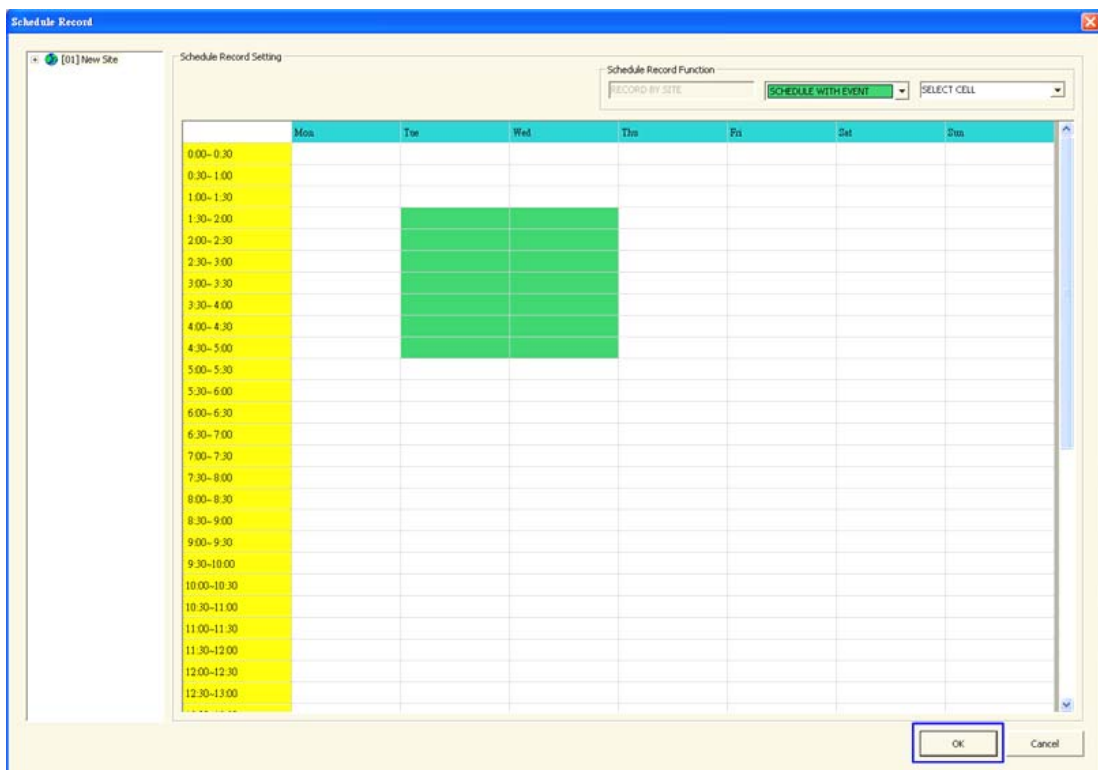 Schedule Record
[01] New Site
Schedule Record Setting
Schedule Record Function
RECORD BY SITE
SCHEDULE WITH EVENT
SELECT CELL
Mon Tue Wed Thu Fri Sat Sun
0:00~0:30
0:30~1:00
1:00~1:30
1:30~2:00
2:00~2:30
2:30~3:00
3:00~3:30
3:30~4:00
4:00~4:30
4:30~5:00
5:00~5:30
5:30~6:00
6:00~6:30
6:30~7:00
7:00~7:30
7:30~8:00
8:00~8:30
8:30~9:00
9:00~9:30
9:30~10:00
10:00~10:30
10:30~11:00
11:00~11:30
11:30~12:00
12:00~12:30
12:30~13:00
OK
Cancel